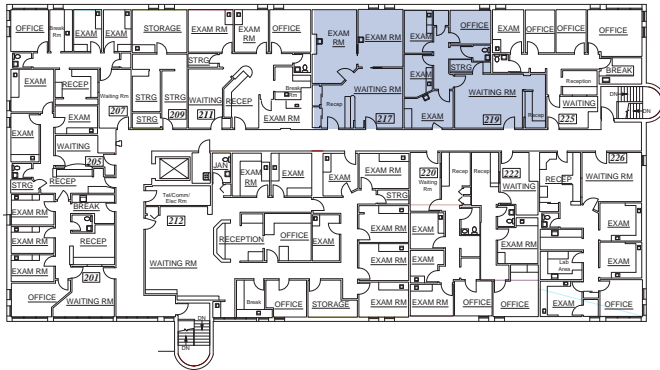 OFFICE
Break
Rm
EXAM
EXAM
STORAGE
EXAM RM
EXAM RM
OFFICE
EXAM
RM
EXAM RM
EXAM
OFFICE
EXAM
OFFICE
OFFICE
OFFICE
EXAM
RECEP
Waiting Rm
207
STRG
STRG
STRG
209
STRG
WAITING
211
RECEP
Break
Rm
EXAM RM
WAITING RM
Recep
217
EXAM
EXAM
STRG
WAITING RM
219
Recep
Reception
BREAK
WAITING
225
DN
DN
EXAM
EXAM
WAITING
205
STRG
RECEP
BREAK
EXAM RM
EXAM RM
EXAM RM
RECEP
201
OFFICE
WAITING RM
Tel/Comm/
Elec Rm
212
WAITING RM
JAN
EXAM
RM
EXAM
EXAM
EXAM RM
STRG
RECEPTION
OFFICE
EXAM
EXAM RM
EXAM RM
EXAM RM
Break
OFFICE
STORAGE
EXAM RM
220
Waiting
Rm
Recep
Recep
222
WAITING
EXAM
EXAM
EXAM RM
EXAM RM
OFFICE
OFFICE
RECEP
226
WAITING RM
EXAM
Lab
Area
EXAM
EXAM
OFFICE
DN
DN